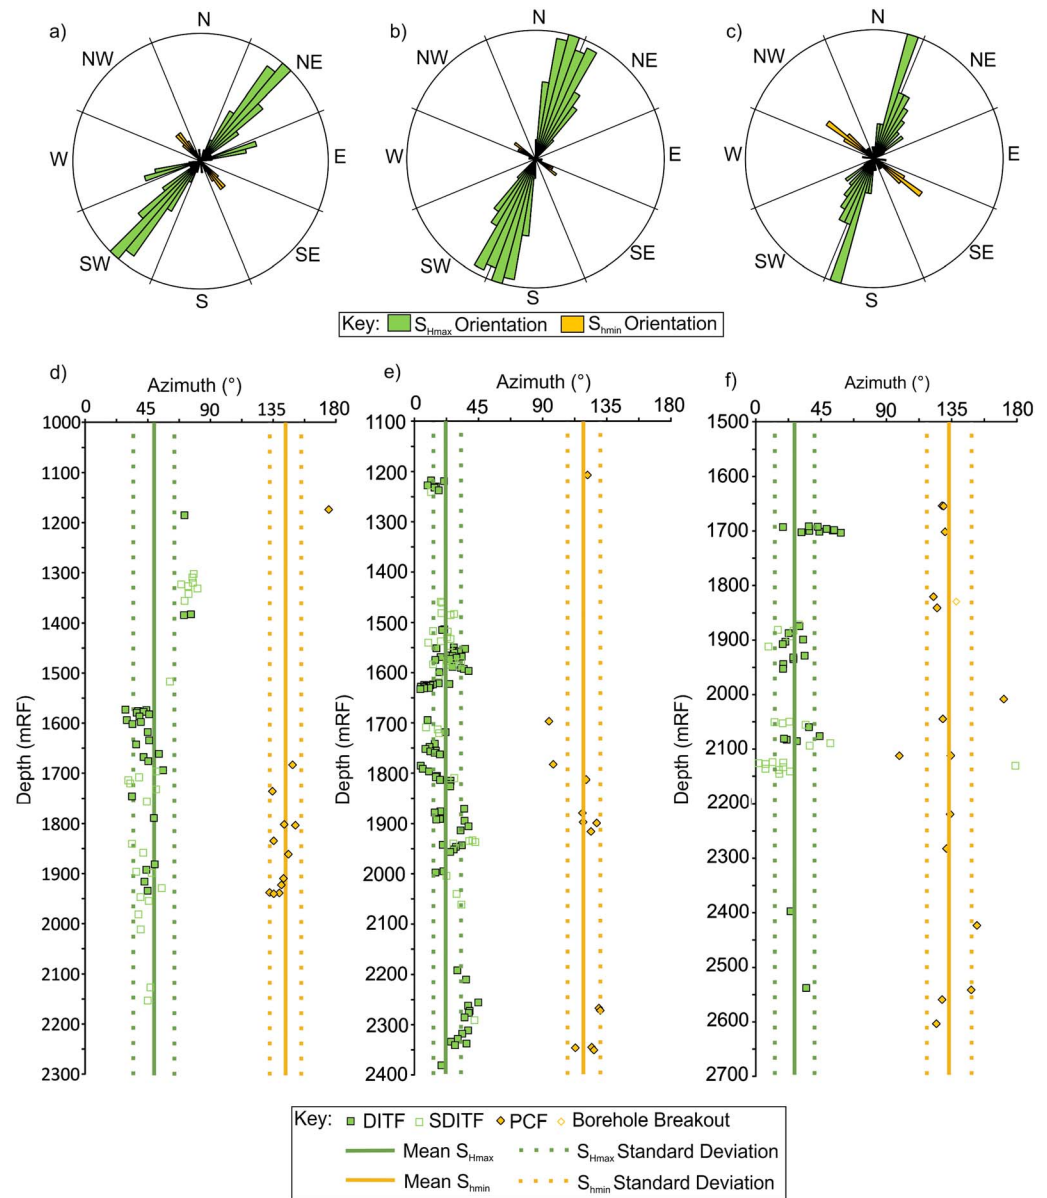 a)
N
NW
NE
W
E
SW
SE
S
b)
N
NW
NE
W
E
SW
SE
S
c)
N
NW
NE
W
E
SW
SE
S
Key: SHmax Orientation Shmin Orientation
d)
Azimuth (°)
0 45 90 135 180
Depth (mRF)
1000
1100
1200
1300
1400
1500
1600
1700
1800
1900
2000
2100
2200
2300
e)
Azimuth (°)
0 45 90 135 180
Depth (mRF)
1100
1200
1300
1400
1500
1600
1700
1800
1900
2000
2100
2200
2300
2400
f)
Azimuth (°)
0 45 90 135 180
Depth (mRF)
1500
1600
1700
1800
1900
2000
2100
2200
2300
2400
2500
2600
2700
Key: DITF SDITF PCF Borehole Breakout
Mean SHmax SHmax Standard Deviation
Mean Shmin Shmin Standard Deviation